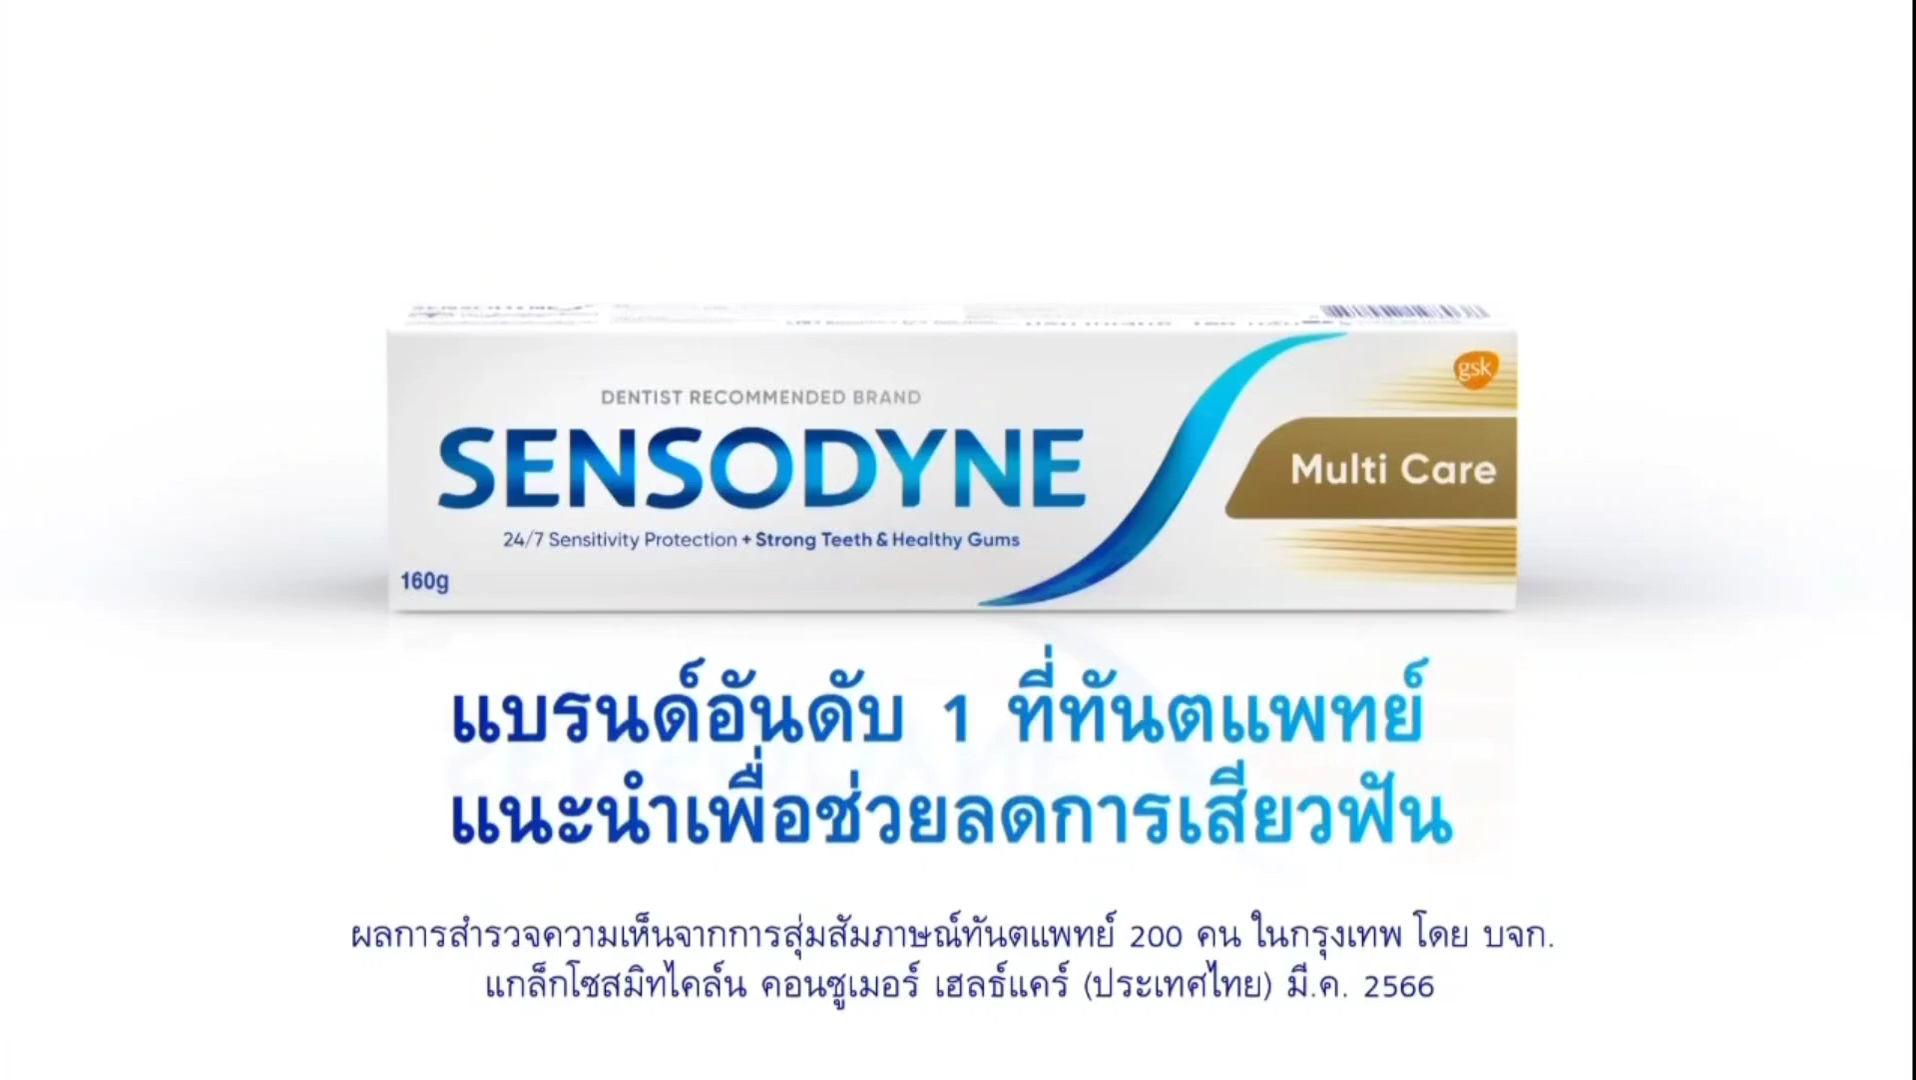 DENTIST RECOMMENDED BRAND
SENSODYNE
24/7 Sensitivity Protection + Strong Teeth & Healthy Gums
160g
gsk
Multi Care
แบรนด์อันดับ 1 ที่ทันตแพทย์
แนะนำเพื่อช่วยลดการเสียวฟัน
ผลการสำรวจความเห็นจากการสุ่มสัมภาษณ์ทันตแพทย์ 200 คน ในกรุงเทพ โดย บจก.
แกล็กโซสมิทไคล์น คอนซูเมอร์ เฮลธ์แคร์ (ประเทศไทย) มี.ค. 2566